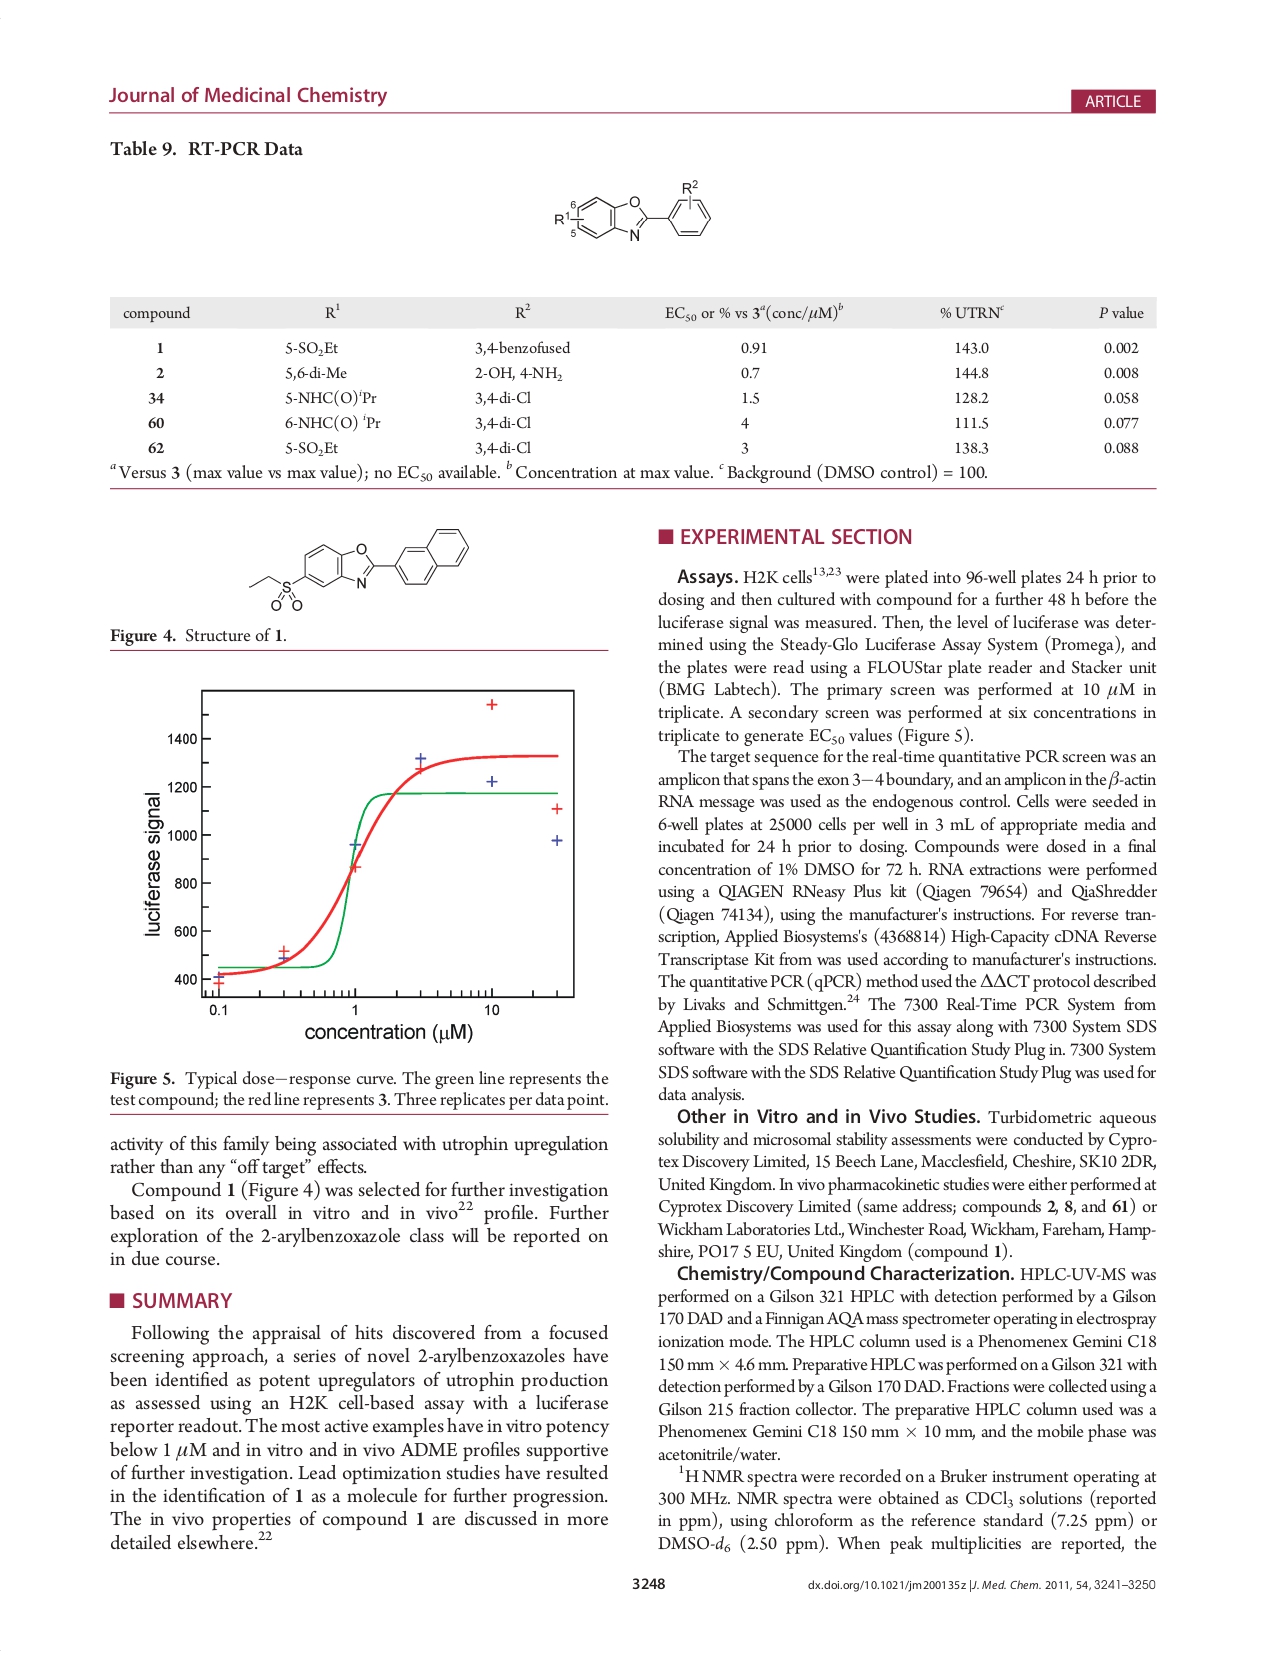 Journal of Medicinal Chemistry
ARTICLE
Table 9. RT-PCR Data
R1
6
5
O
N
R2
compound R1 R2 EC50 or % vs 3a(conc/μM)b % UTRNc P value
1 5-SO2Et 3,4-benzofused 0.91 143.0 0.002
2 5,6-di-Me 2-OH, 4-NH2 0.7 144.8 0.008
34 5-NHC(O)iPr 3,4-di-Cl 1.5 128.2 0.058
60 6-NHC(O) iPr 3,4-di-Cl 4 111.5 0.077
62 5-SO2Et 3,4-di-Cl 3 138.3 0.088
a Versus 3 (max value vs max value); no EC50 available. b Concentration at max value. c Background (DMSO control) = 100.
O
N
S
O O
Figure 4. Structure of 1.
luciferase signal
1400
1200
1000
800
600
400
0.1 1 10
concentration (μM)
Figure 5. Typical dose−response curve. The green line represents the
test compound; the red line represents 3. Three replicates per data point.
activity of this family being associated with utrophin upregulation
rather than any “off target” effects.
Compound 1 (Figure 4) was selected for further investigation
based on its overall in vitro and in vivo22 profile. Further
exploration of the 2-arylbenzoxazole class will be reported on
in due course.
■ SUMMARY
Following the appraisal of hits discovered from a focused
screening approach, a series of novel 2-arylbenzoxazoles have
been identified as potent upregulators of utrophin production
as assessed using an H2K cell-based assay with a luciferase
reporter readout. The most active examples have in vitro potency
below 1 μM and in vitro and in vivo ADME profiles supportive
of further investigation. Lead optimization studies have resulted
in the identification of 1 as a molecule for further progression.
The in vivo properties of compound 1 are discussed in more
detailed elsewhere.22
■ EXPERIMENTAL SECTION
Assays. H2K cells13,23 were plated into 96-well plates 24 h prior to
dosing and then cultured with compound for a further 48 h before the
luciferase signal was measured. Then, the level of luciferase was deter-
mined using the Steady-Glo Luciferase Assay System (Promega), and
the plates were read using a FLOUStar plate reader and Stacker unit
(BMG Labtech). The primary screen was performed at 10 μM in
triplicate. A secondary screen was performed at six concentrations in
triplicate to generate EC50 values (Figure 5).
The target sequence for the real-time quantitative PCR screen was an
amplicon that spans the exon 3−4 boundary, and an amplicon in the β-actin
RNA message was used as the endogenous control. Cells were seeded in
6-well plates at 25000 cells per well in 3 mL of appropriate media and
incubated for 24 h prior to dosing. Compounds were dosed in a final
concentration of 1% DMSO for 72 h. RNA extractions were performed
using a QIAGEN RNeasy Plus kit (Qiagen 79654) and QiaShredder
(Qiagen 74134), using the manufacturer's instructions. For reverse tran-
scription, Applied Biosystems's (4368814) High-Capacity cDNA Reverse
Transcriptase Kit from was used according to manufacturer's instructions.
The quantitative PCR (qPCR) method used the ΔΔCT protocol described
by Livaks and Schmittgen.24 The 7300 Real-Time PCR System from
Applied Biosystems was used for this assay along with 7300 System SDS
software with the SDS Relative Quantification Study Plug in. 7300 System
SDS software with the SDS Relative Quantification Study Plug was used for
data analysis.
Other in Vitro and in Vivo Studies. Turbidometric aqueous
solubility and microsomal stability assessments were conducted by Cypro-
tex Discovery Limited, 15 Beech Lane, Macclesfield, Cheshire, SK10 2DR,
United Kingdom. In vivo pharmacokinetic studies were either performed at
Cyprotex Discovery Limited (same address; compounds 2, 8, and 61) or
Wickham Laboratories Ltd., Winchester Road, Wickham, Fareham, Hamp-
shire, PO17 5 EU, United Kingdom (compound 1).
Chemistry/Compound Characterization. HPLC-UV-MS was
performed on a Gilson 321 HPLC with detection performed by a Gilson
170 DAD and a Finnigan AQA mass spectrometer operating in electrospray
ionization mode. The HPLC column used is a Phenomenex Gemini C18
150 mm × 4.6 mm. Preparative HPLC was performed on a Gilson 321 with
detection performed by a Gilson 170 DAD. Fractions were collected using a
Gilson 215 fraction collector. The preparative HPLC column used was a
Phenomenex Gemini C18 150 mm × 10 mm, and the mobile phase was
acetonitrile/water.
1H NMR spectra were recorded on a Bruker instrument operating at
300 MHz. NMR spectra were obtained as CDCl3 solutions (reported
in ppm), using chloroform as the reference standard (7.25 ppm) or
DMSO-d6 (2.50 ppm). When peak multiplicities are reported, the
3248
dx.doi.org/10.1021/jm200135z |J. Med. Chem. 2011, 54, 3241–3250